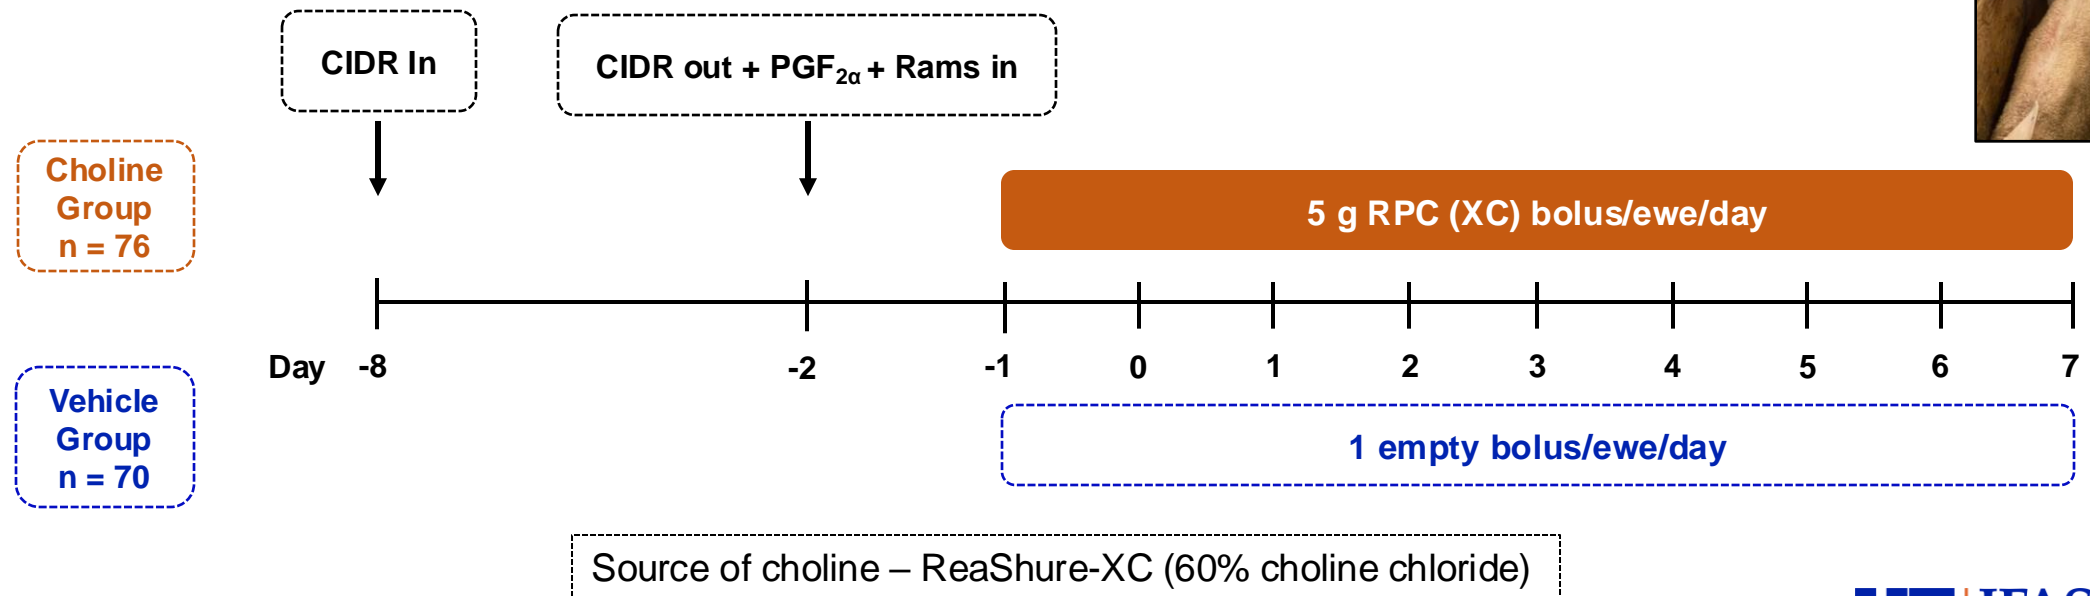 CIDR In
CIDR out + PGF2α + Rams in
Choline
Group
n = 76
5 g RPC (XC) bolus/ewe/day
Day -8 -2 -1 0 1 2 3 4 5 6 7
Vehicle
Group
n = 70
1 empty bolus/ewe/day
Source of choline – ReaShure-XC (60% choline chloride)